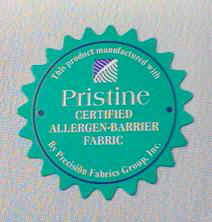 This product manufactured with
Pristine
CERTIFIED
ALLERGEN-BARRIER
FABRIC
By Precision Fabrics Group, Inc.